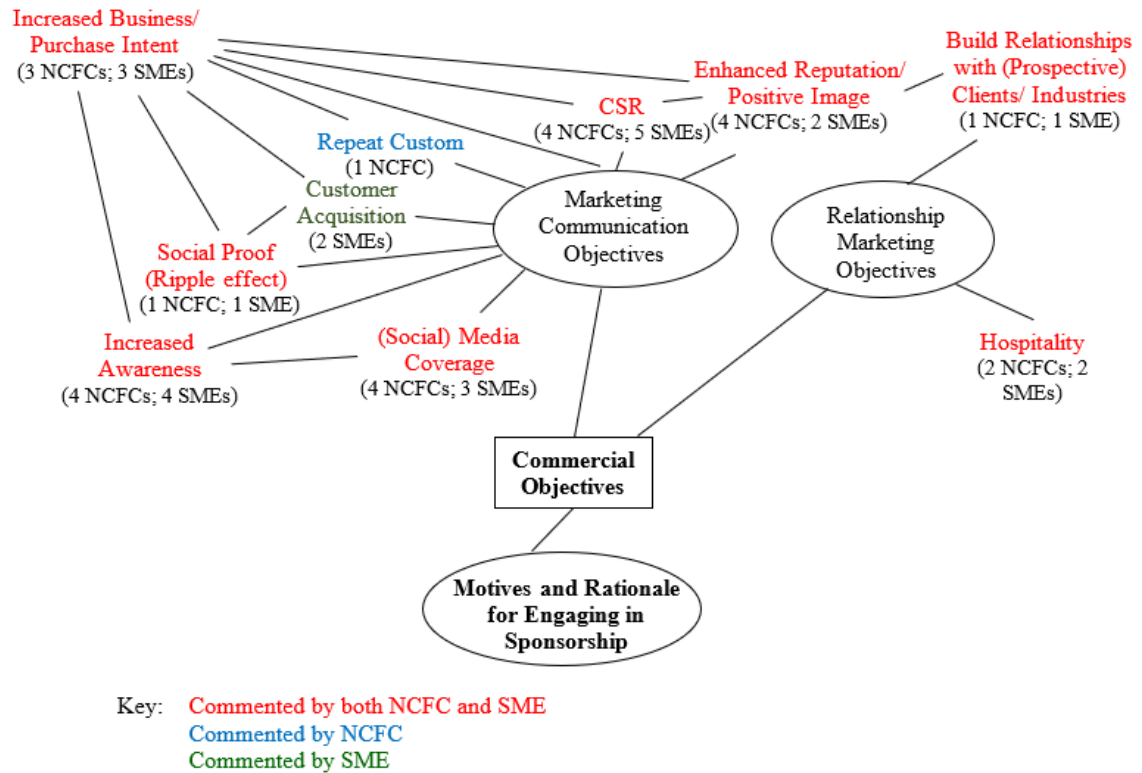 Increased Business/
Purchase Intent
(3 NCFCs; 3 SMEs)
Build Relationships
with (Prospective)
Clients/ Industries
(1 NCFC; 1 SME)
Enhanced Reputation/
Positive Image
(4 NCFCs; 2 SMEs)
CSR
(4 NCFCs; 5 SMEs)
Repeat Custom
(1 NCFC)
Customer
Acquisition
(2 SMEs)
Marketing
Communication
Objectives
Relationship
Marketing
Objectives
Social Proof
(Ripple effect)
(1 NCFC; 1 SME)
Increased
Awareness
(4 NCFCs; 4 SMEs)
(Social) Media
Coverage
(4 NCFCs; 3 SMEs)
Hospitality
(2 NCFCs; 2
SMEs)
Commercial
Objectives
Motives and Rationale
for Engaging in
Sponsorship
Key: Commented by both NCFC and SME
Commented by NCFC
Commented by SME